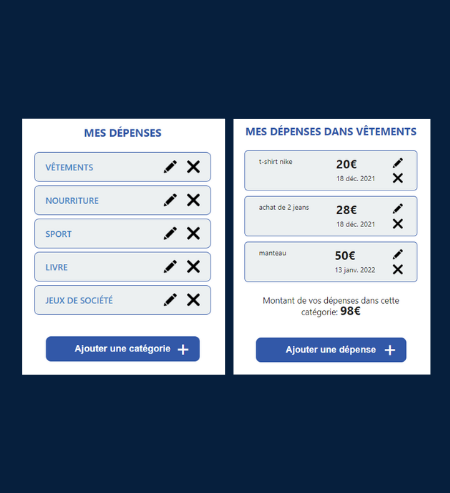 MES DÉPENSES
VÊTEMENTS
NOURRITURE
SPORT
LIVRE
JEUX DE SOCIÉTÉ
Ajouter une catégorie +
MES DÉPENSES DANS VÊTEMENTS
t-shirt nike
20€
18 déc. 2021
achat de 2 jeans
28€
18 déc. 2021
manteau
50€
13 janv. 2022
Montant de vos dépenses dans cette
catégorie: 98€
Ajouter une dépense +